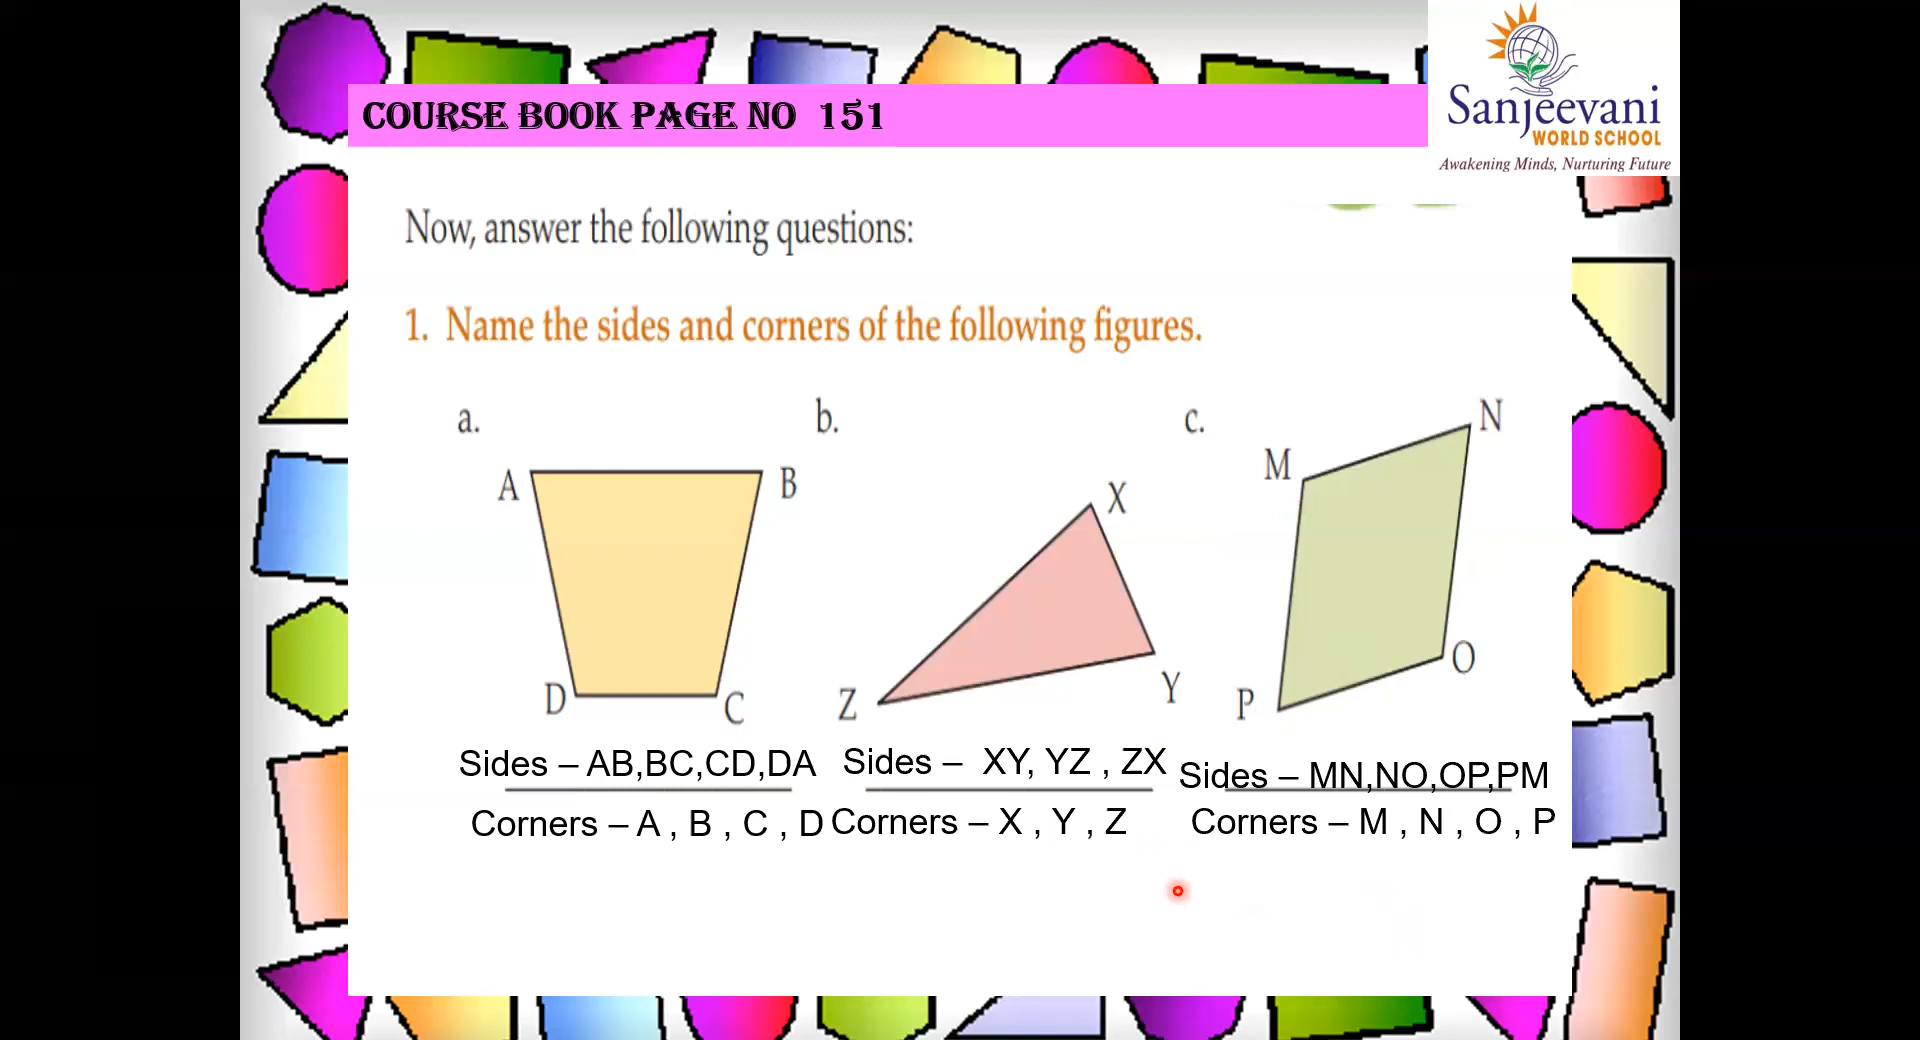 COURSE BOOK PAGE NO 151
Sanjeevani
WORLD SCHOOL
Awakening Minds, Nurturing Future
Now, answer the following questions:
1. Name the sides and corners of the following figures.
a. b. c.
A B
D C
X
Z Y
M N
P O
Sides – AB,BC,CD,DA
Corners – A , B , C , D
Sides – XY, YZ , ZX
Corners – X , Y , Z
Sides – MN,NO,OP,PM
Corners – M , N , O , P